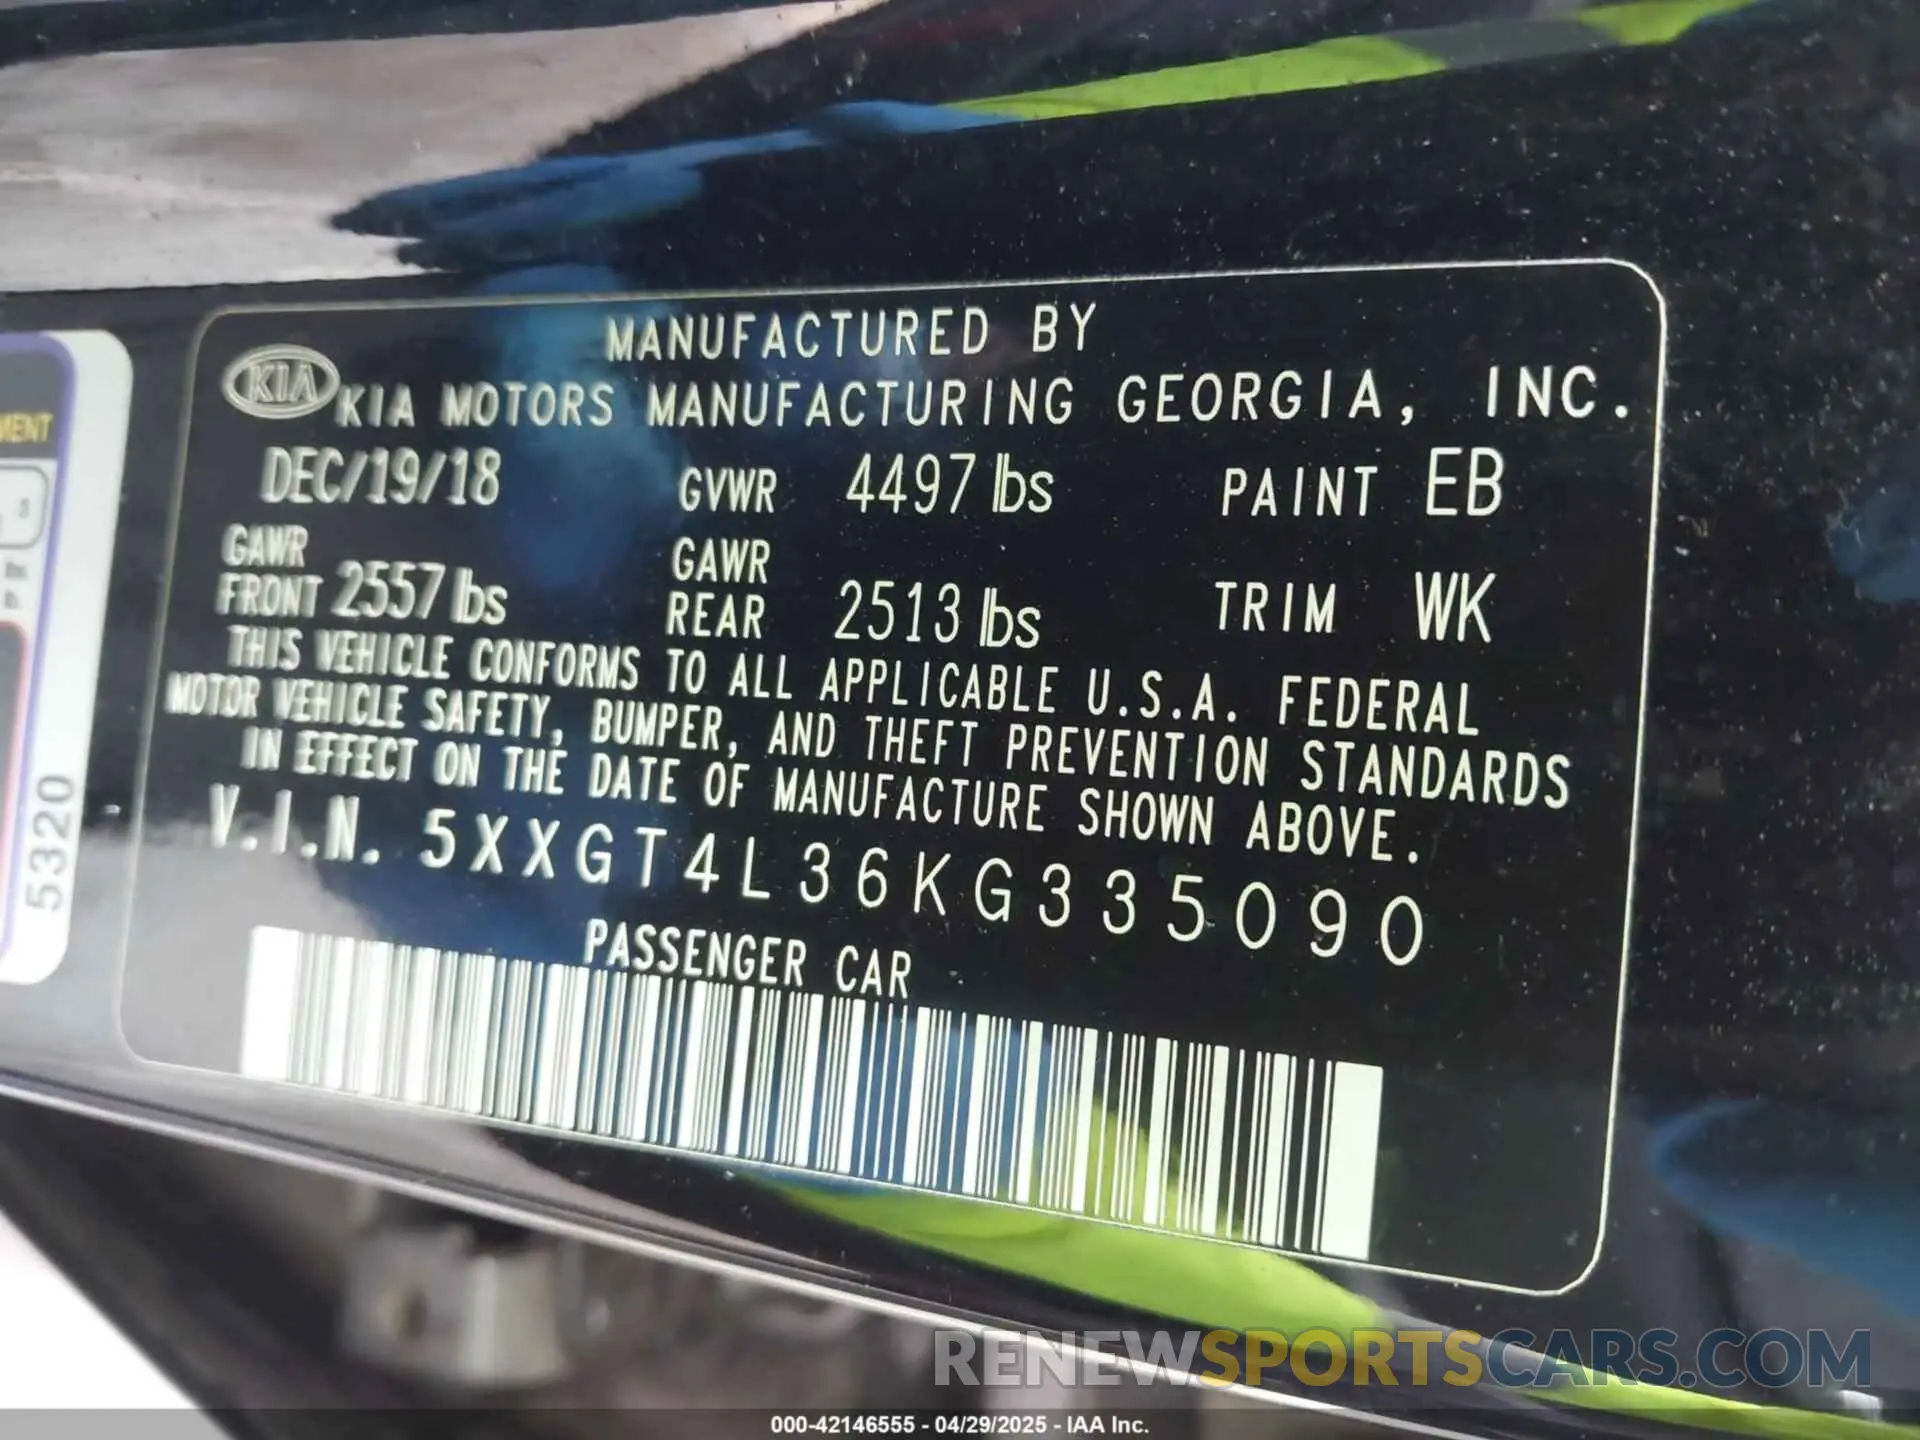 MANUFACTURED BY
KIA KIA MOTORS MANUFACTURING GEORGIA, INC.
DEC/19/18 GVWR 4497 lbs PAINT EB
GAWR FRONT 2557 lbs GAWR REAR 2513 lbs TRIM WK
THIS VEHICLE CONFORMS TO ALL APPLICABLE U.S.A. FEDERAL
MOTOR VEHICLE SAFETY, BUMPER, AND THEFT PREVENTION STANDARDS
IN EFFECT ON THE DATE OF MANUFACTURE SHOWN ABOVE.
V.I.N. 5XXGT4L36KG335090
PASSENGER CAR
5320
RENEWSPORTSCARS.COM
000-42146555 - 04/29/2025 - IAA Inc.